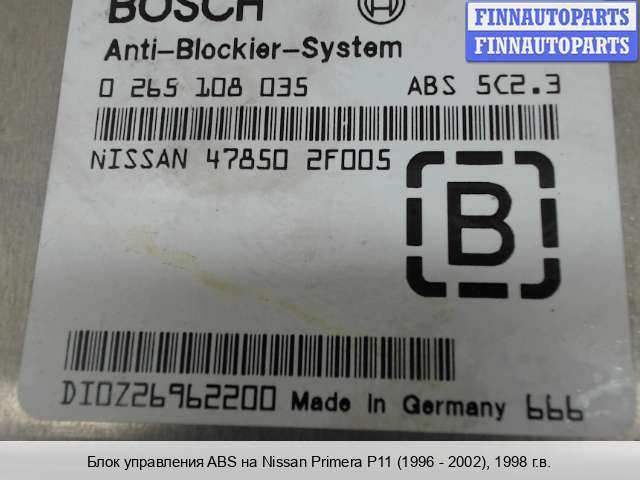 BOSCH
FINNAUTOPARTS
FINNAUTOPARTS
Anti-Blockier-System
0 265 108 035 ABS 5C2.3
NISSAN 47850 2F005
B
DIOZ26962200 Made in Germany 666
Блок управления ABS на Nissan Primera P11 (1996 - 2002), 1998 г.в.